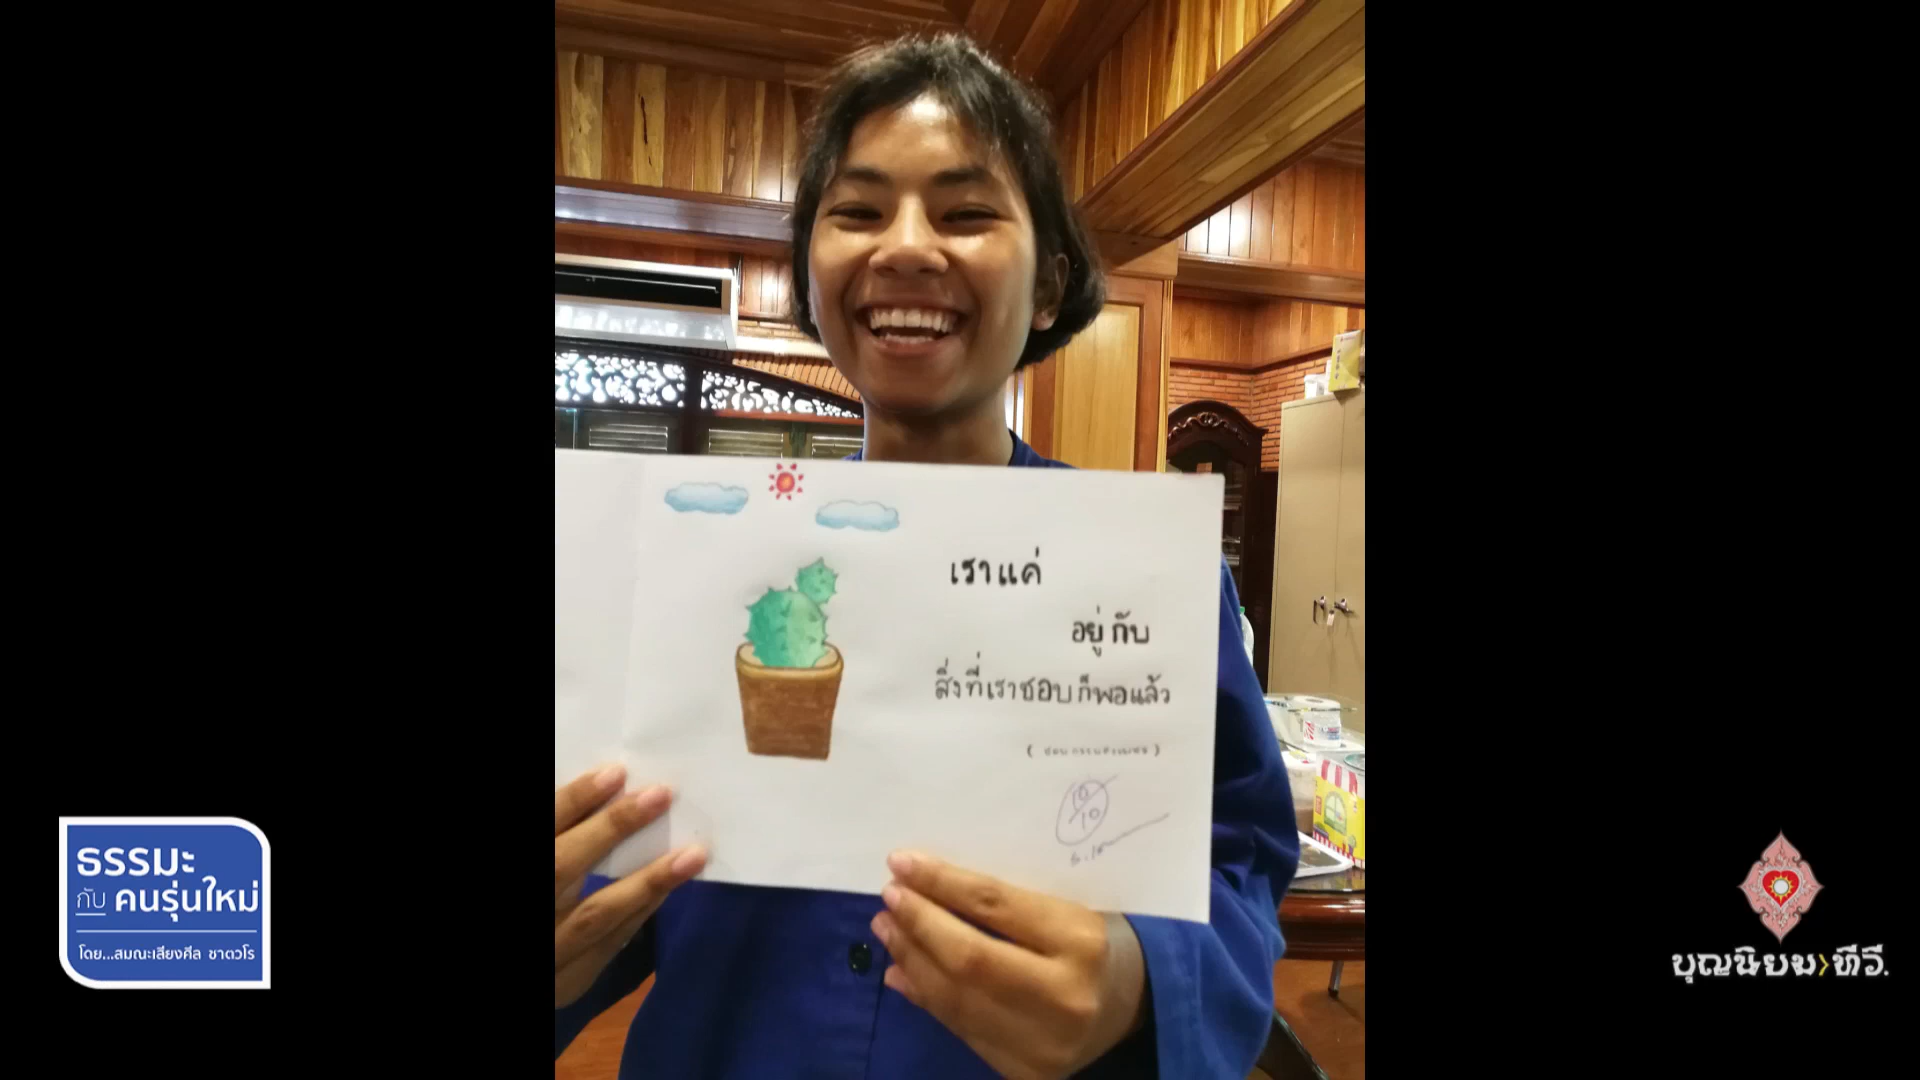 เราแค่
อยู่กับ
สิ่งที่เราชอบก็พอแล้ว
10/10
ธรรมะ
กับ คนรุ่นใหม่
โดย...สมณะเสียงศีล ชาตวโร
บุญนิยม>ทีวี.